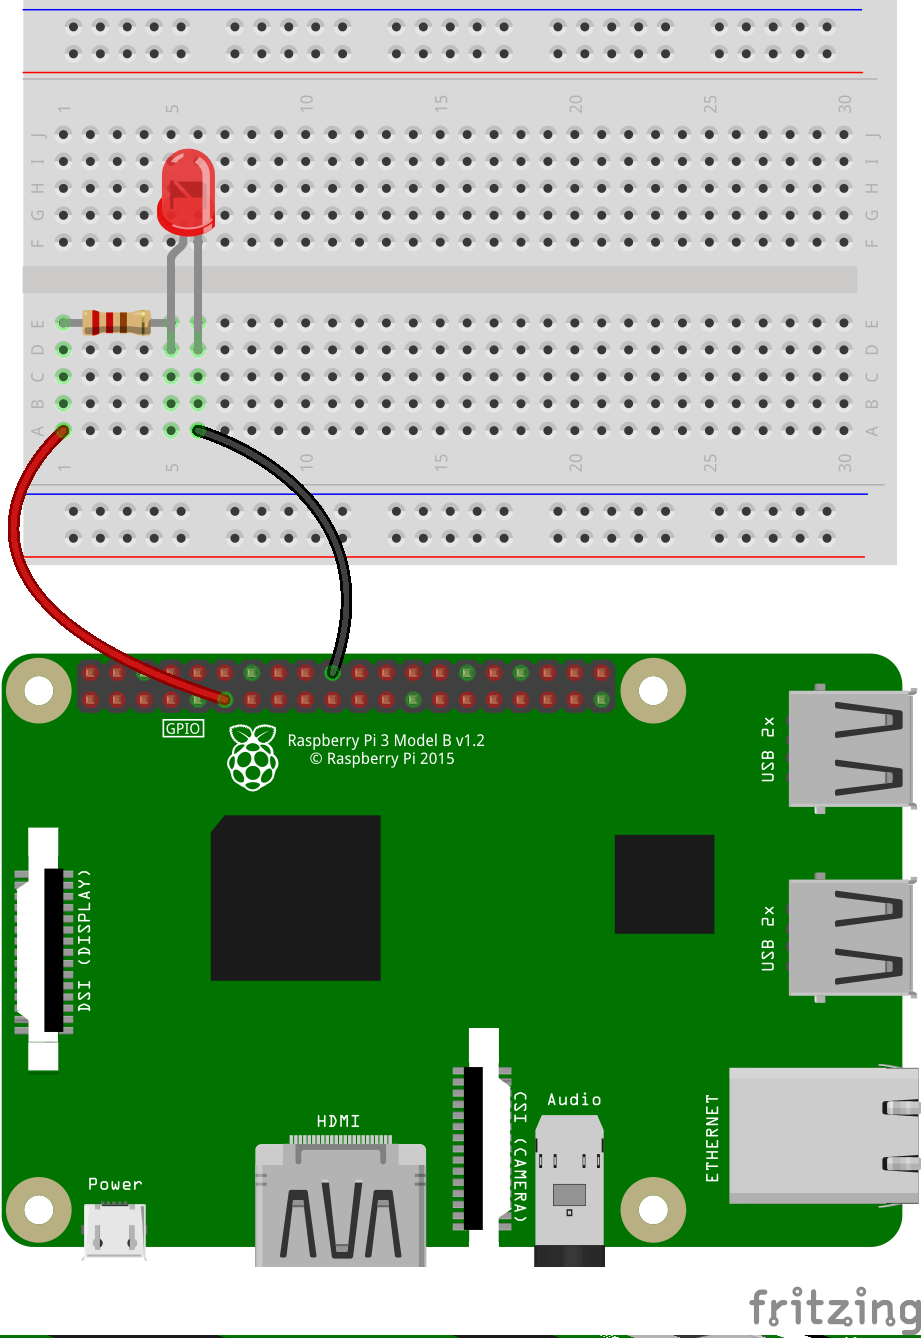 1 5 10 15 20 25 30
J J
I I
H H
G G
F F
E E
D D
C C
B B
A A
1 5 10 15 20 25 30
GPIO
Raspberry Pi 3 Model B v1.2
© Raspberry Pi 2015
USB 2x
DSI (DISPLAY)
USB 2x
HDMI
CSI (CAMERA)
Audio
ETHERNET
Power
fritzing